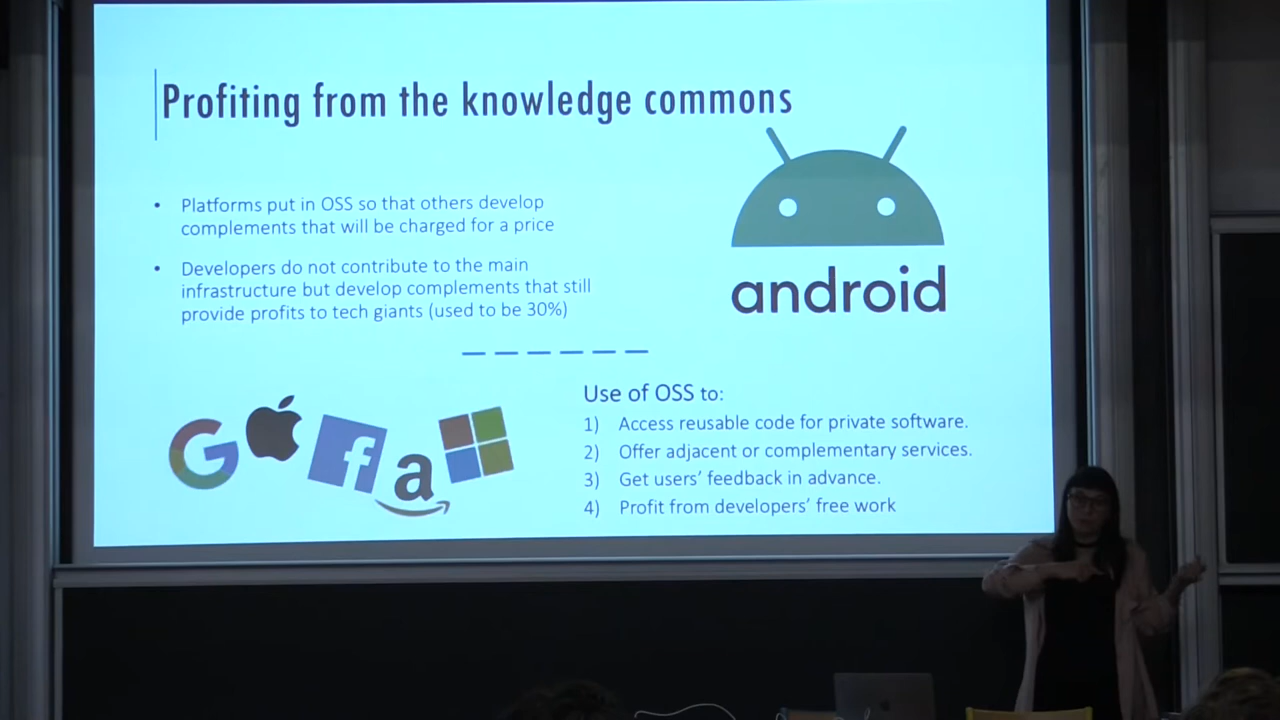 Profiting from the knowledge commons
• Platforms put in OSS so that others develop
complements that will be charged for a price
• Developers do not contribute to the main
infrastructure but develop complements that still
provide profits to tech giants (used to be 30%)
android
Use of OSS to:
1) Access reusable code for private software.
2) Offer adjacent or complementary services.
3) Get users’ feedback in advance.
4) Profit from developers’ free work